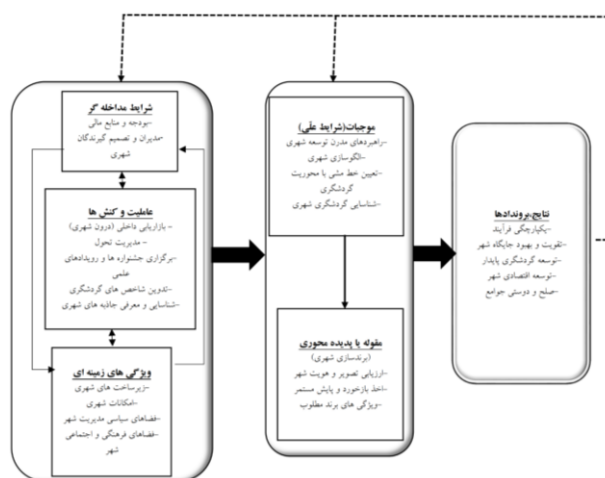 شرایط مداخله گر
-بودجه و منابع مالی
-مدیران و تصمیم گیرندگان
شهری
عاملیت و کنش ها
-بازاریابی داخلی (درون شهری)
-مدیریت تحول
-برگزاری جشنواره ها و رویدادهای
علمی
-تدوین شاخص های گردشگری
-شناسایی و معرفی جاذبه های شهری
ویژگی های زمینه ای
-زیرساخت های شهری
-امکانات شهری
-فضاهای سیاسی مدیریت شهر
-فضاهای فرهنگی و اجتماعی
شهر
موجبات(شرایط علّی)
-راهبردهای مدرن توسعه شهری
-الگوسازی شهری
-تعیین خط مشی با محوریت
گردشگری
-شناسایی گردشگری شهری
مقوله یا پدیده محوری
(برندسازی شهری)
-ارزیابی تصویر و هویت شهر
-اخذ بازخورد و پایش مستمر
-ویژگی های برند مطلوب
نتایج،برون‌دادها
-یکپارچگی فرآیند
-تقویت و بهبود جایگاه شهر
-توسعه گردشگری پایدار
-توسعه اقتصادی شهر
-صلح و دوستی جوامع